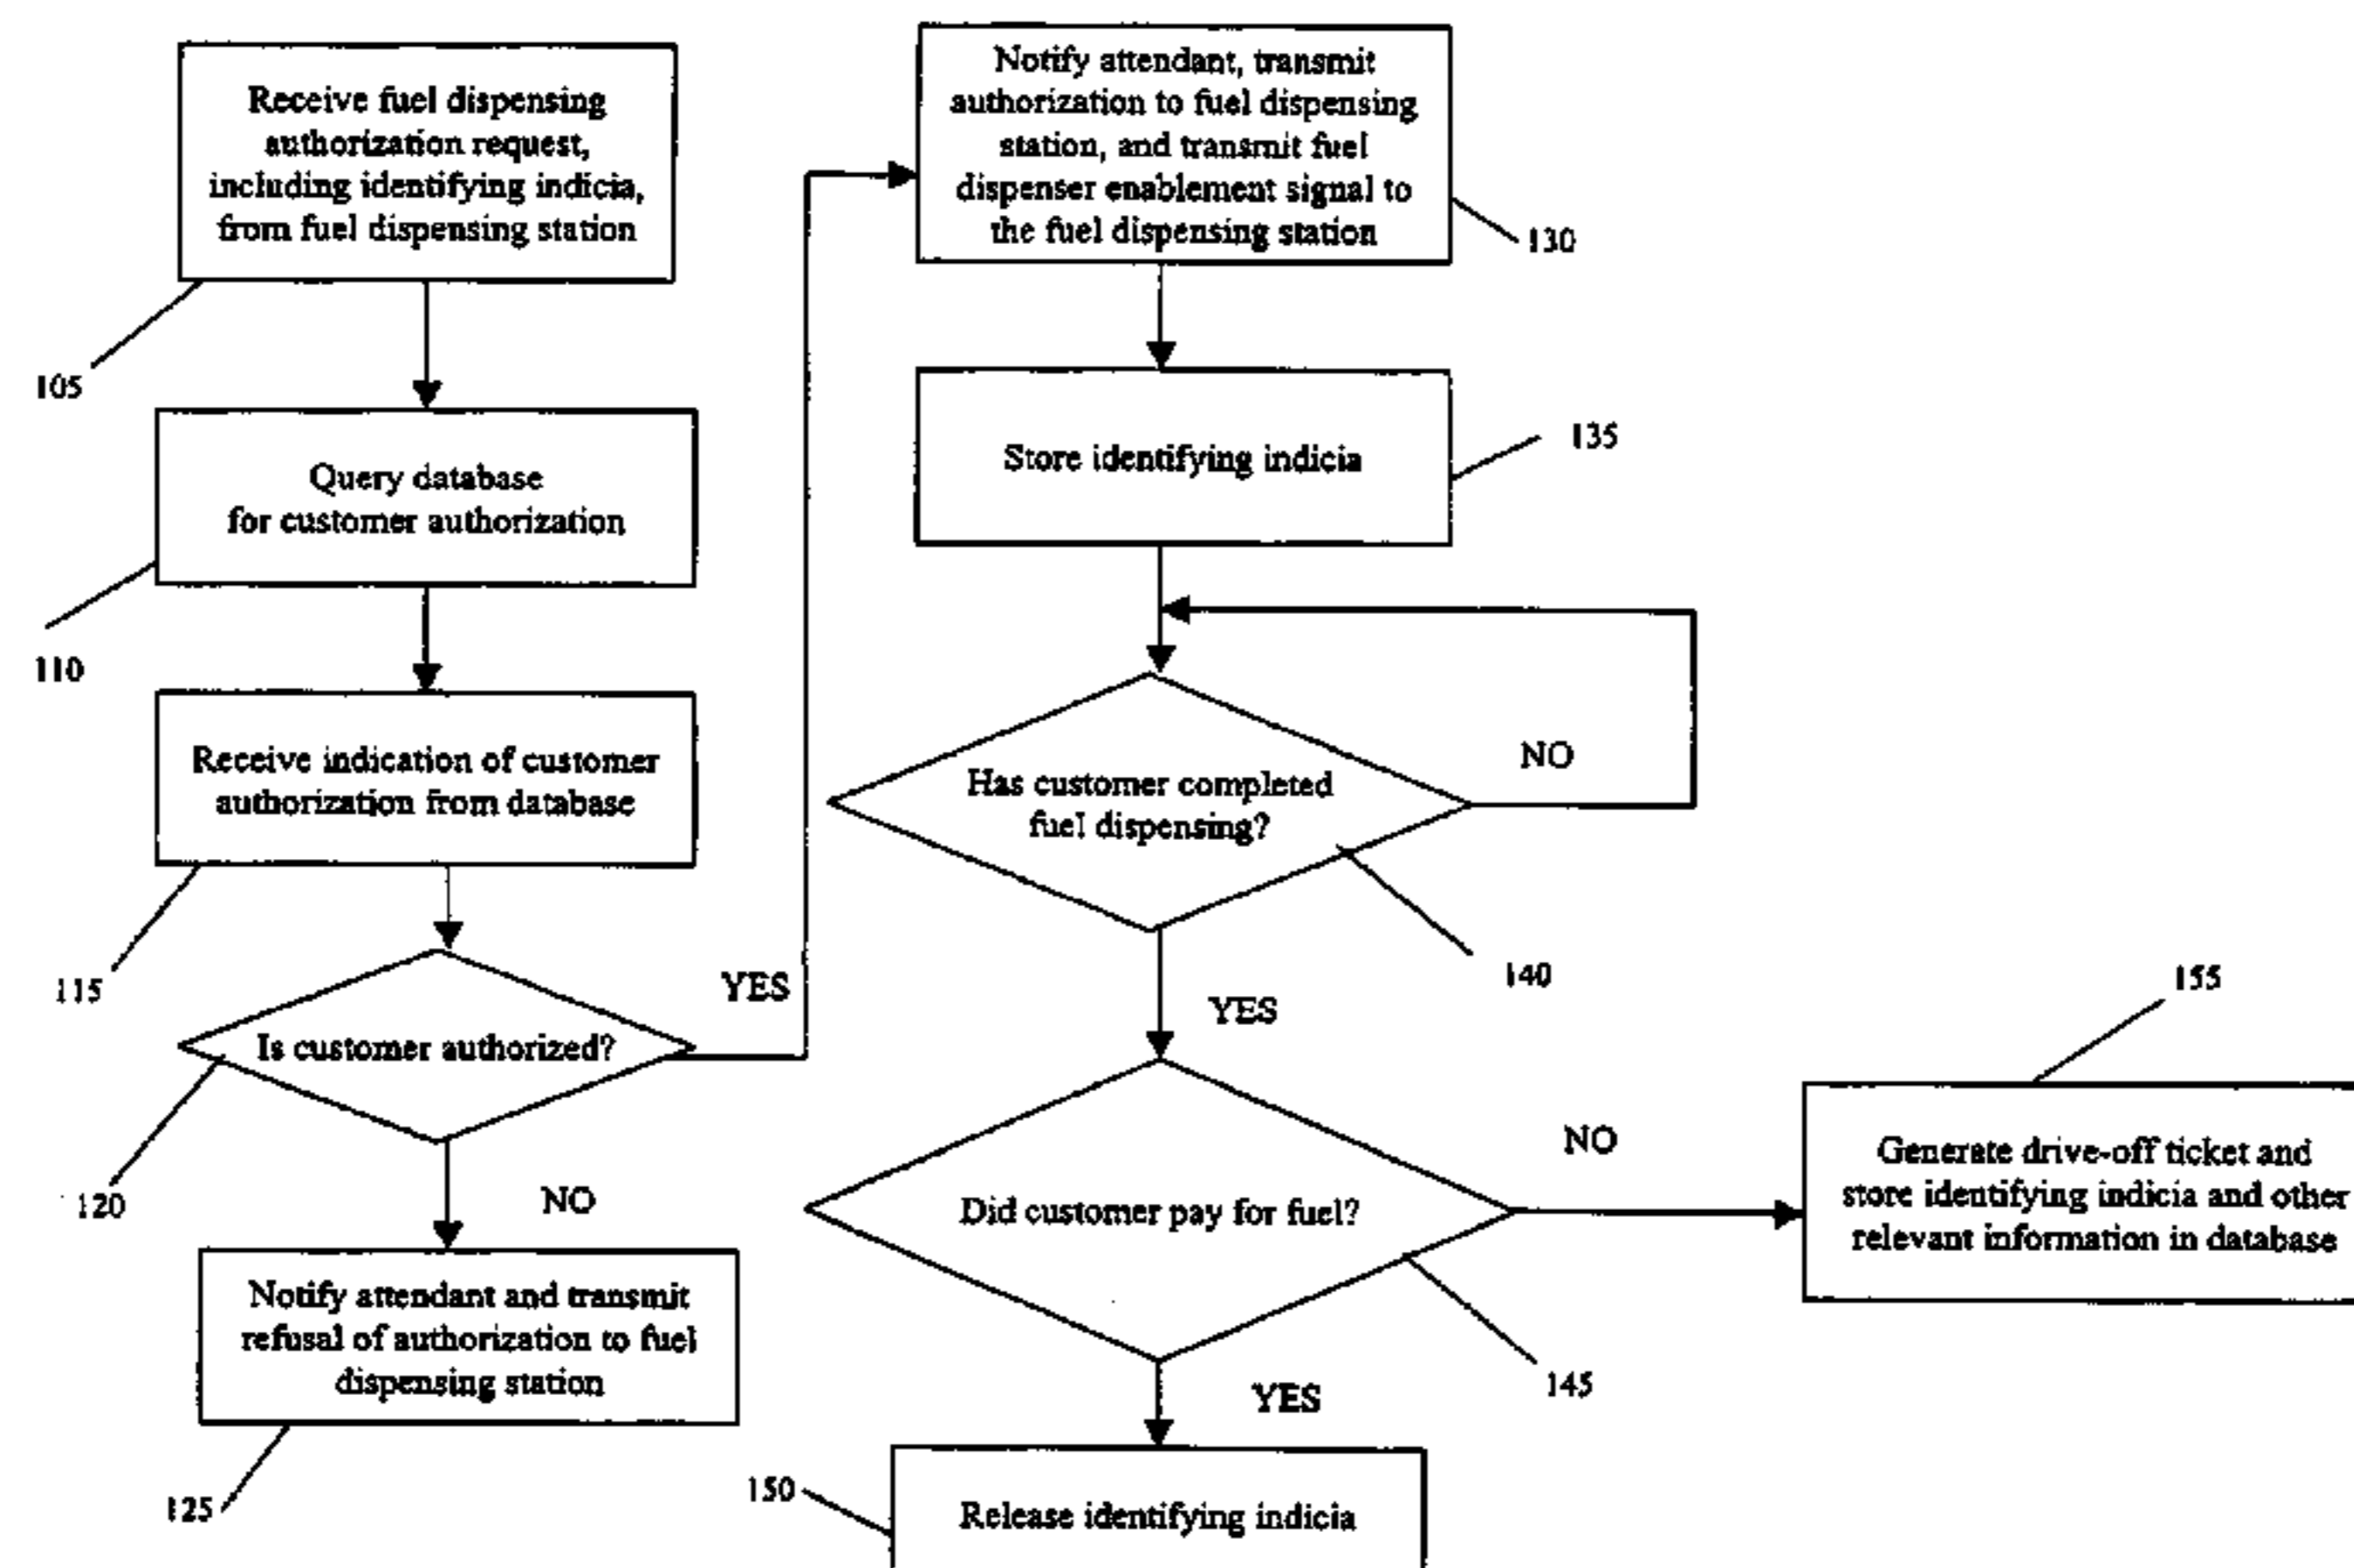 Receive fuel dispensing
authorization request,
including identifying indicia,
from fuel dispensing station
105
Query database
for customer authorization
110
Receive indication of customer
authorization from database
115
Is customer authorized?
YES
120
NO
Notify attendant and transmit
refusal of authorization to fuel
dispensing station
125
Notify attendant, transmit
authorization to fuel dispensing
station, and transmit fuel
dispenser enablement signal to
the fuel dispensing station
130
Store identifying indicia
135
Has customer completed
fuel dispensing?
NO
140
YES
Did customer pay for fuel?
NO
145
YES
Release identifying indicia
150
155
Generate drive-off ticket and
store identifying indicia and other
relevant information in database